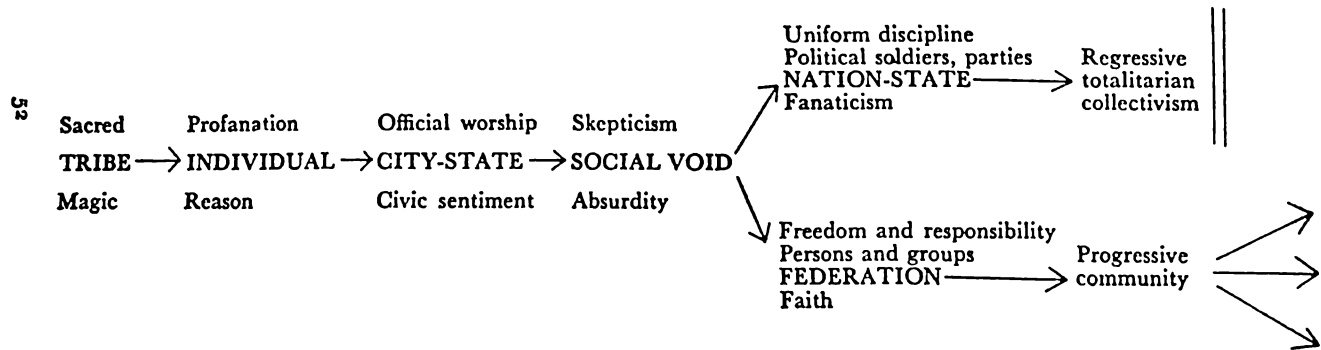 52
Sacred
TRIBE
Magic
Profanation
INDIVIDUAL
Reason
Official worship
CITY-STATE
Civic sentiment
Skepticism
SOCIAL VOID
Absurdity
Uniform discipline
Political soldiers, parties
NATION-STATE
Fanaticism
Regressive
totalitarian
collectivism
Freedom and responsibility
Persons and groups
FEDERATION
Faith
Progressive
community